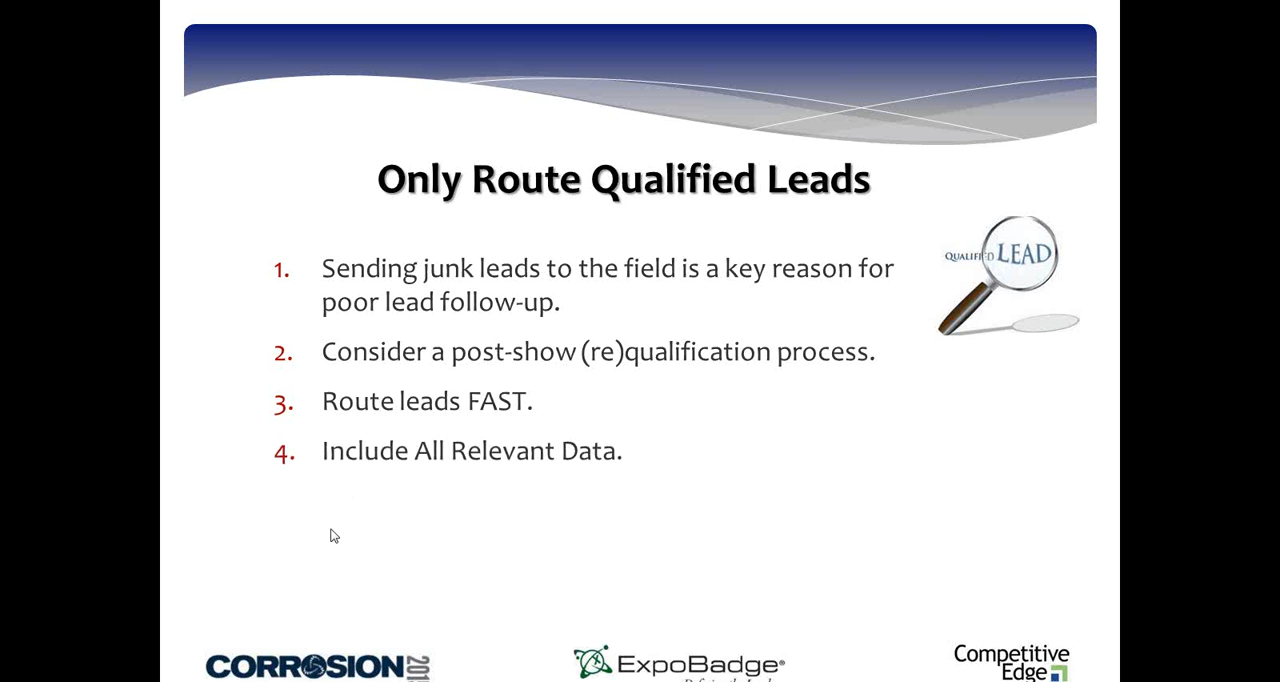 Only Route Qualified Leads
QUALIFIED LEAD
1. Sending junk leads to the field is a key reason for
poor lead follow-up.
2. Consider a post-show (re)qualification process.
3. Route leads FAST.
4. Include All Relevant Data.
CORROSION
ExpoBadge®
Competitive
Edge